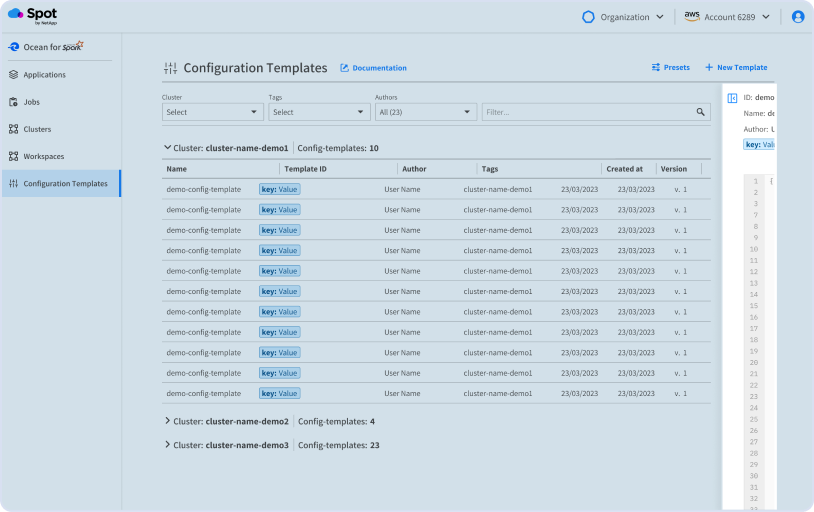 Spot
by NetApp
Organization
aws Account 6289
Ocean for Spark
Applications
Jobs
Clusters
Workspaces
Configuration Templates
Configuration Templates
Documentation
Presets
+ New Template
Cluster
Tags
Authors
Select
Select
All (23)
Filter...
Cluster: cluster-name-demo1 | Config-templates: 10
Name Template ID Author Tags Created at Version
demo-config-template key: Value User Name cluster-name-demo1 23/03/2023 23/03/2023 v. 1
demo-config-template key: Value User Name cluster-name-demo1 23/03/2023 23/03/2023 v. 1
demo-config-template key: Value User Name cluster-name-demo1 23/03/2023 23/03/2023 v. 1
demo-config-template key: Value User Name cluster-name-demo1 23/03/2023 23/03/2023 v. 1
demo-config-template key: Value User Name cluster-name-demo1 23/03/2023 23/03/2023 v. 1
demo-config-template key: Value User Name cluster-name-demo1 23/03/2023 23/03/2023 v. 1
demo-config-template key: Value User Name cluster-name-demo1 23/03/2023 23/03/2023 v. 1
demo-config-template key: Value User Name cluster-name-demo1 23/03/2023 23/03/2023 v. 1
demo-config-template key: Value User Name cluster-name-demo1 23/03/2023 23/03/2023 v. 1
demo-config-template key: Value User Name cluster-name-demo1 23/03/2023 23/03/2023 v. 1
demo-config-template key: Value User Name cluster-name-demo1 23/03/2023 23/03/2023 v. 1
Cluster: cluster-name-demo2 | Config-templates: 4
Cluster: cluster-name-demo3 | Config-templates: 23
ID: demo
Name: de
Author: L
key: Val
1 {
2
3
7
8
9
10
11
12
13
14
15
16
17
18
19
20
21
22
23
24
25
26
27
28
29
30
31
32